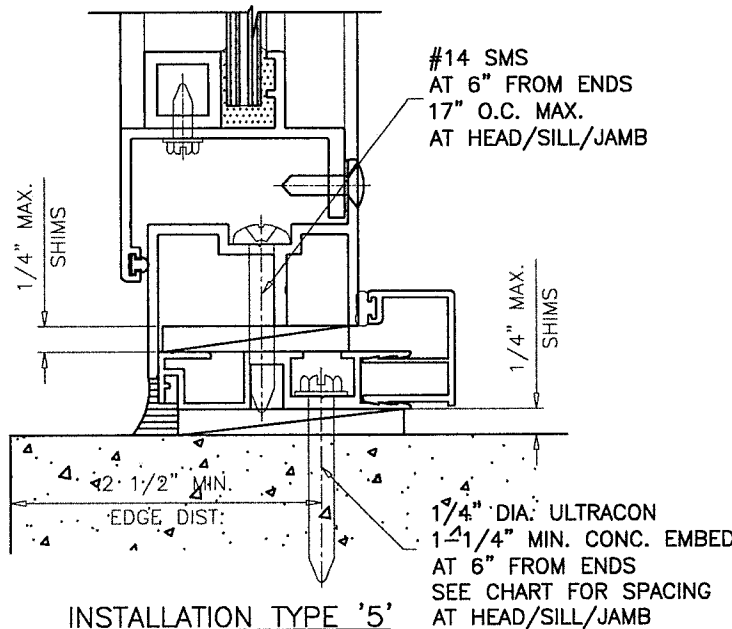 #14 SMS
AT 6" FROM ENDS
17" O.C. MAX.
AT HEAD/SILL/JAMB
1/4" MAX.
SHIMS
1/4" MAX.
SHIMS
2 1/2" MIN.
EDGE DIST.
1/4" DIA. ULTRACON
1-1/4" MIN. CONC. EMBED
AT 6" FROM ENDS
SEE CHART FOR SPACING
AT HEAD/SILL/JAMB
INSTALLATION TYPE '5'